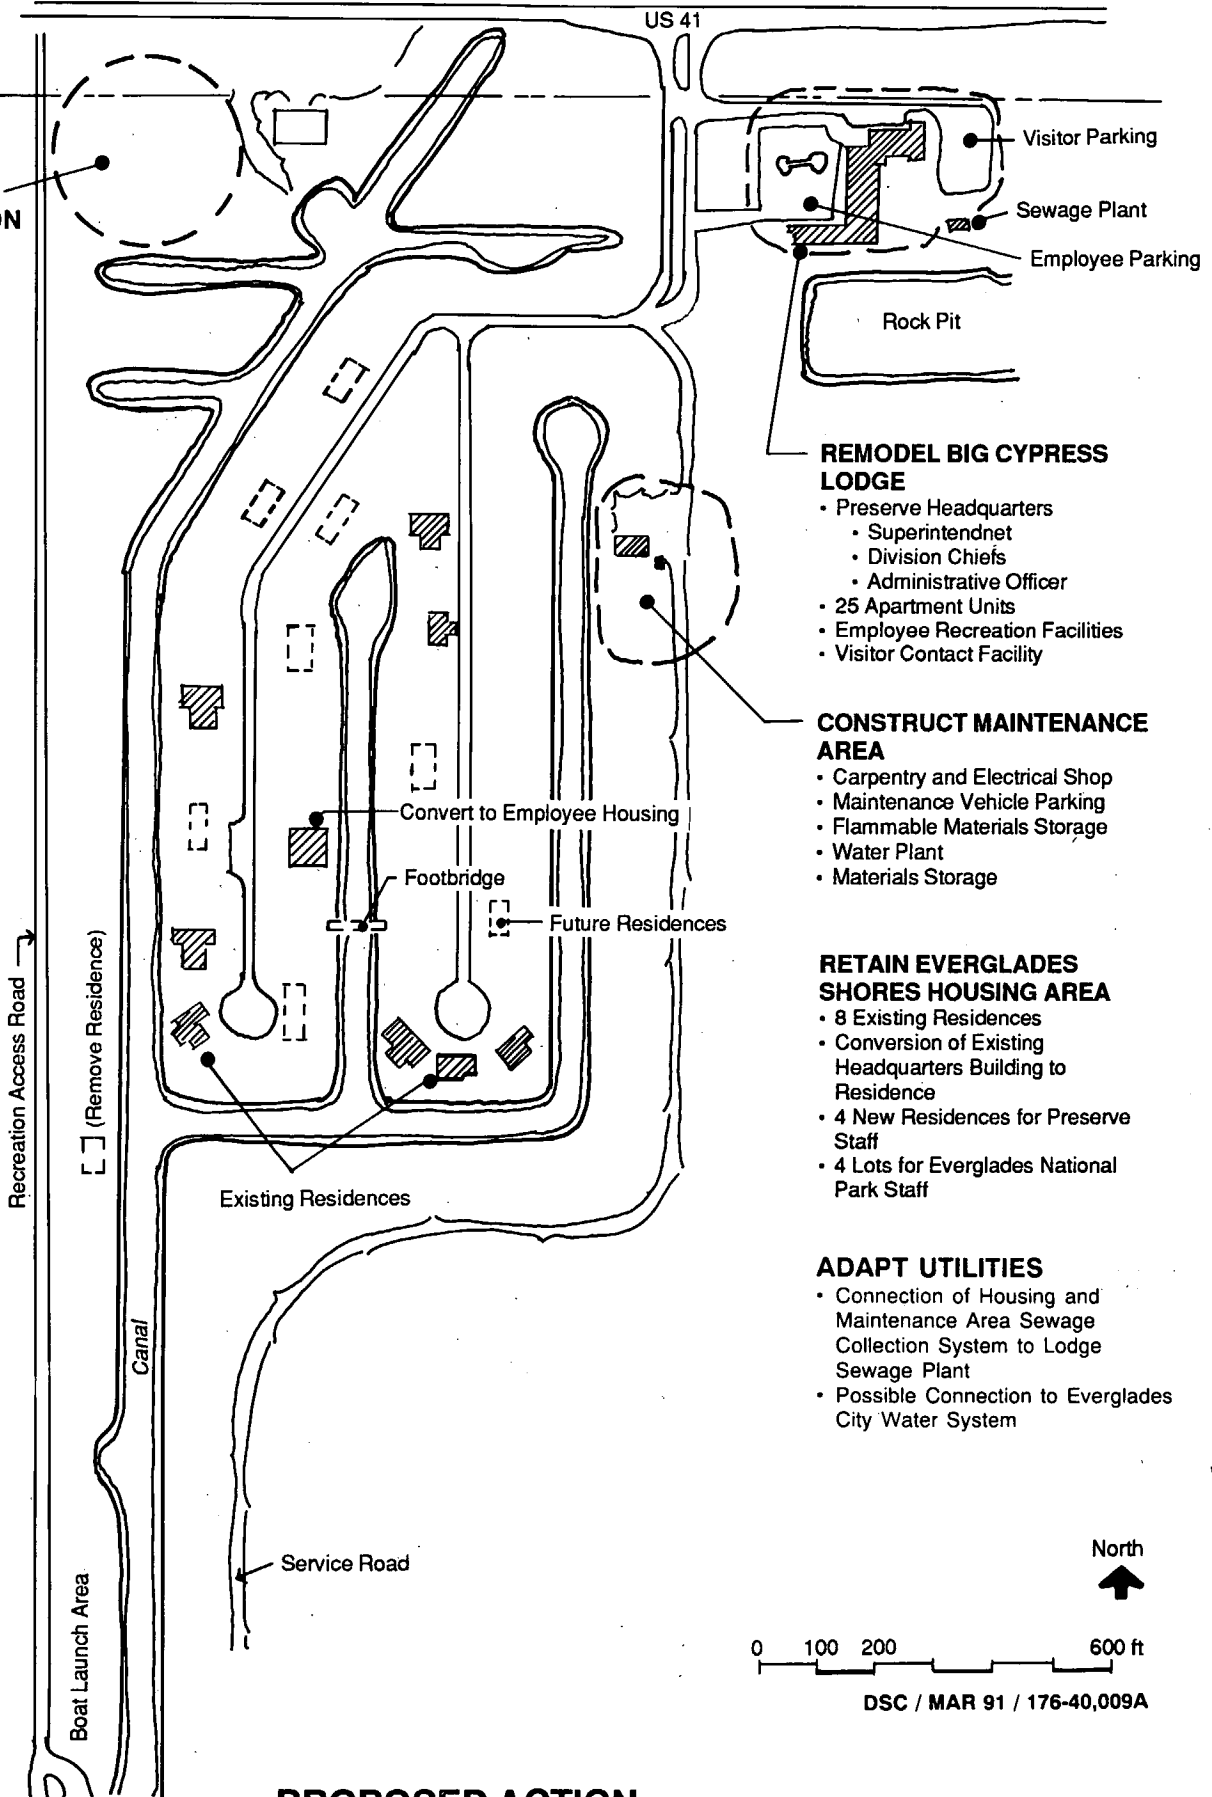 US 41
Visitor Parking
Sewage Plant
Employee Parking
Rock Pit
ON
REMODEL BIG CYPRESS
LODGE
• Preserve Headquarters
• Superintendnet
• Division Chiefs
• Administrative Officer
• 25 Apartment Units
• Employee Recreation Facilities
• Visitor Contact Facility
CONSTRUCT MAINTENANCE
AREA
• Carpentry and Electrical Shop
• Maintenance Vehicle Parking
• Flammable Materials Storage
• Water Plant
• Materials Storage
Convert to Employee Housing
Footbridge
Future Residences
RETAIN EVERGLADES
SHORES HOUSING AREA
• 8 Existing Residences
• Conversion of Existing
Headquarters Building to
Residence
• 4 New Residences for Preserve
Staff
• 4 Lots for Everglades National
Park Staff
Recreation Access Road
(Remove Residence)
Existing Residences
ADAPT UTILITIES
• Connection of Housing and
Maintenance Area Sewage
Collection System to Lodge
Sewage Plant
• Possible Connection to Everglades
City Water System
Canal
Service Road
Boat Launch Area
North
0 100 200 600 ft
DSC / MAR 91 / 176-40,009A
PROPOSED ACTION